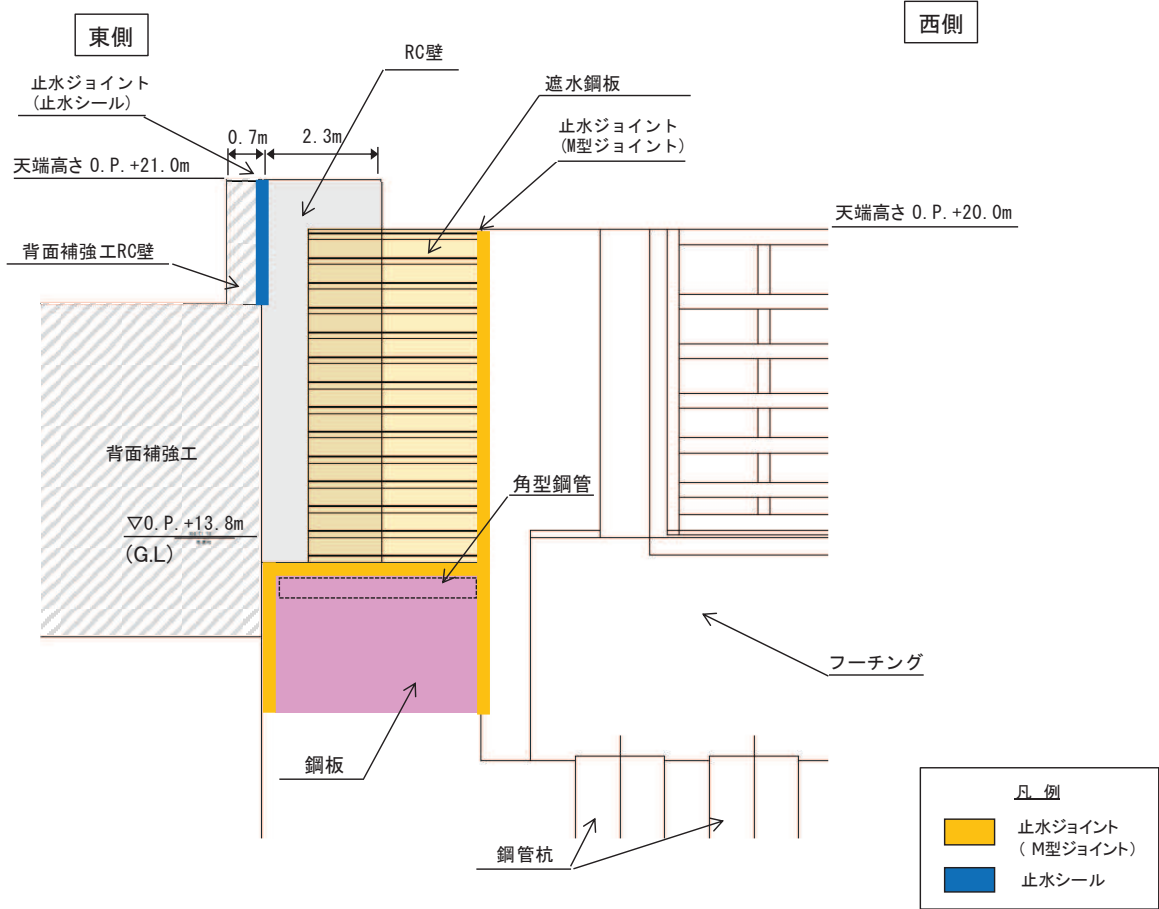 東側
西側
RC壁
止水ジョイント
(止水シール)
遮水鋼板
止水ジョイント
(M型ジョイント)
0.7m
2.3m
天端高さ O.P.+21.0m
天端高さ O.P.+20.0m
背面補強工RC壁
背面補強工
角型鋼管
▽O.P.+13.8m
(G.L)
フーチング
鋼板
鋼管杭
凡 例
止水ジョイント
( M型ジョイント)
止水シール